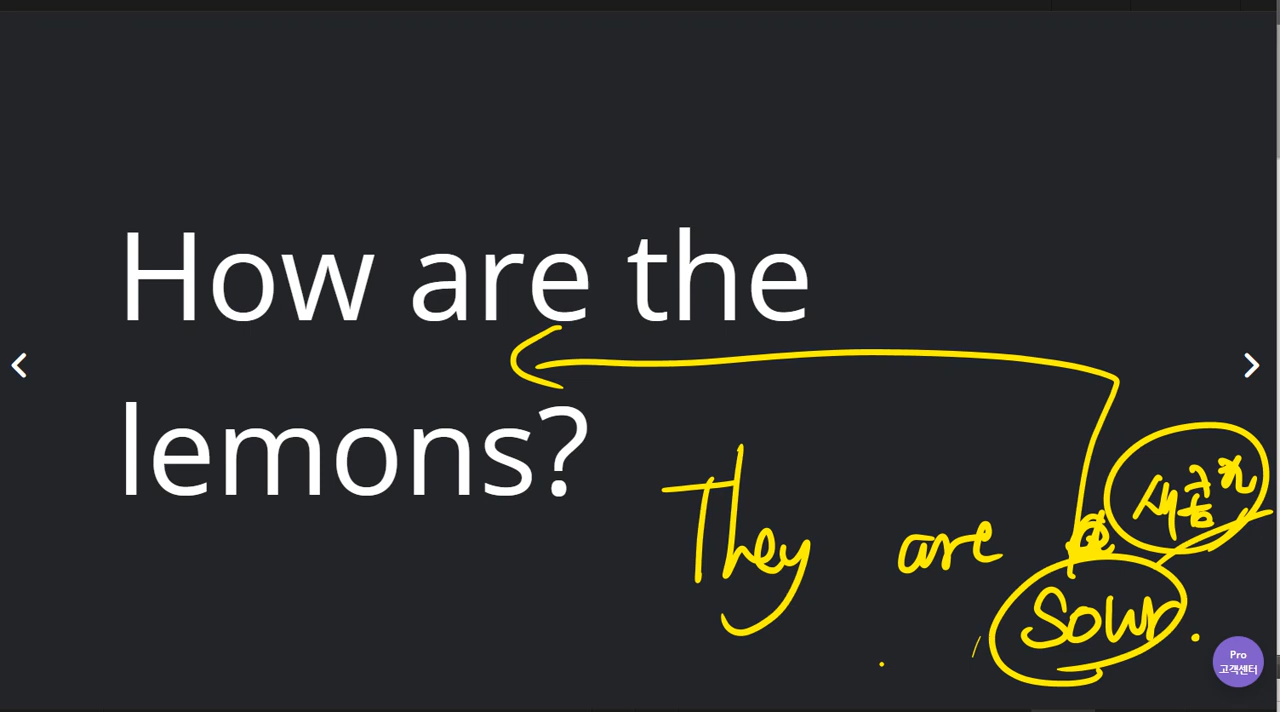 How are the
lemons?
They are sour.
새콤한
Pro
고객센터